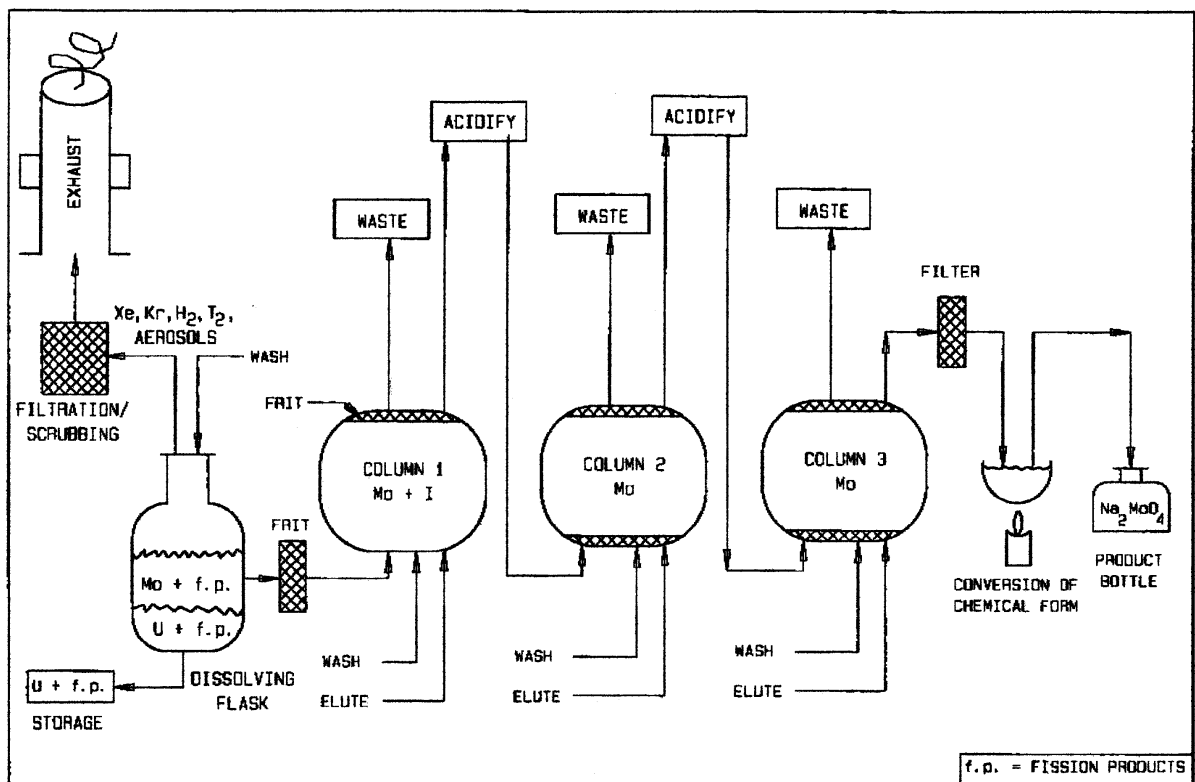 ACIDIFY
ACIDIFY
EXHAUST
WASTE
WASTE
WASTE
FILTER
Xe, Kr, H₂, T₂,
AEROSOLS
WASH
FILTRATION/
SCRUBBING
FRIT
COLUMN 1
Mo + I
COLUMN 2
Mo
COLUMN 3
Mo
FRIT
Mo + f.p.
U + f.p.
Na₂MoO₄
PRODUCT
BOTTLE
CONVERSION OF
CHEMICAL FORM
WASH
ELUTE
WASH
ELUTE
WASH
ELUTE
DISSOLVING
FLASK
U + f.p.
STORAGE
f.p. = FISSION PRODUCTS